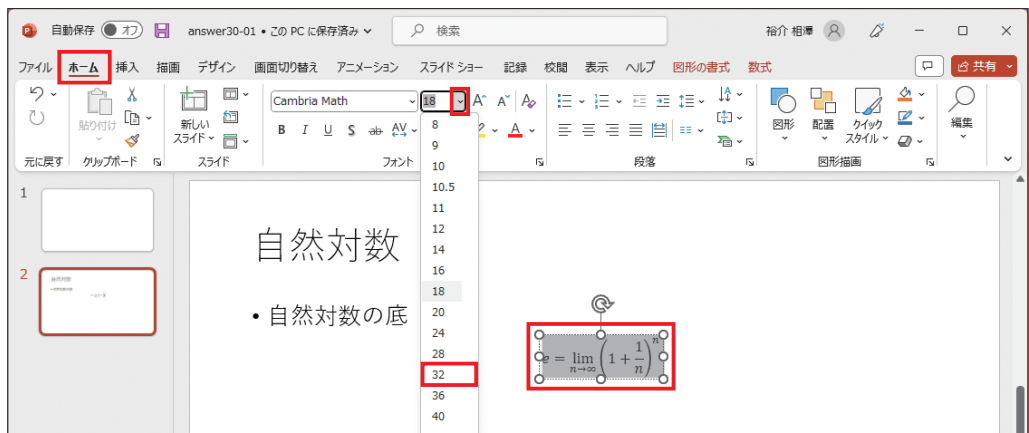 自動保存 オフ answer30-01 • この PC に保存済み 検索 裕介 相澤
ファイル ホーム 挿入 描画 デザイン 画面切り替え アニメーション スライド ショー 記録 校閲 表示 ヘルプ 図形の書式 数式 共有
貼り付け 新しい スライド Cambria Math 18 図形 配置 クイック スタイル 編集
B I U S ab AV A
元に戻す クリップボード スライド フォント 段落 図形描画
8
9
10
10.5
11
12
14
16
18
20
24
28
32
36
40
1
2
自然対数
• 自然対数の底
e = lim n→∞ (1 + 1/n)^n